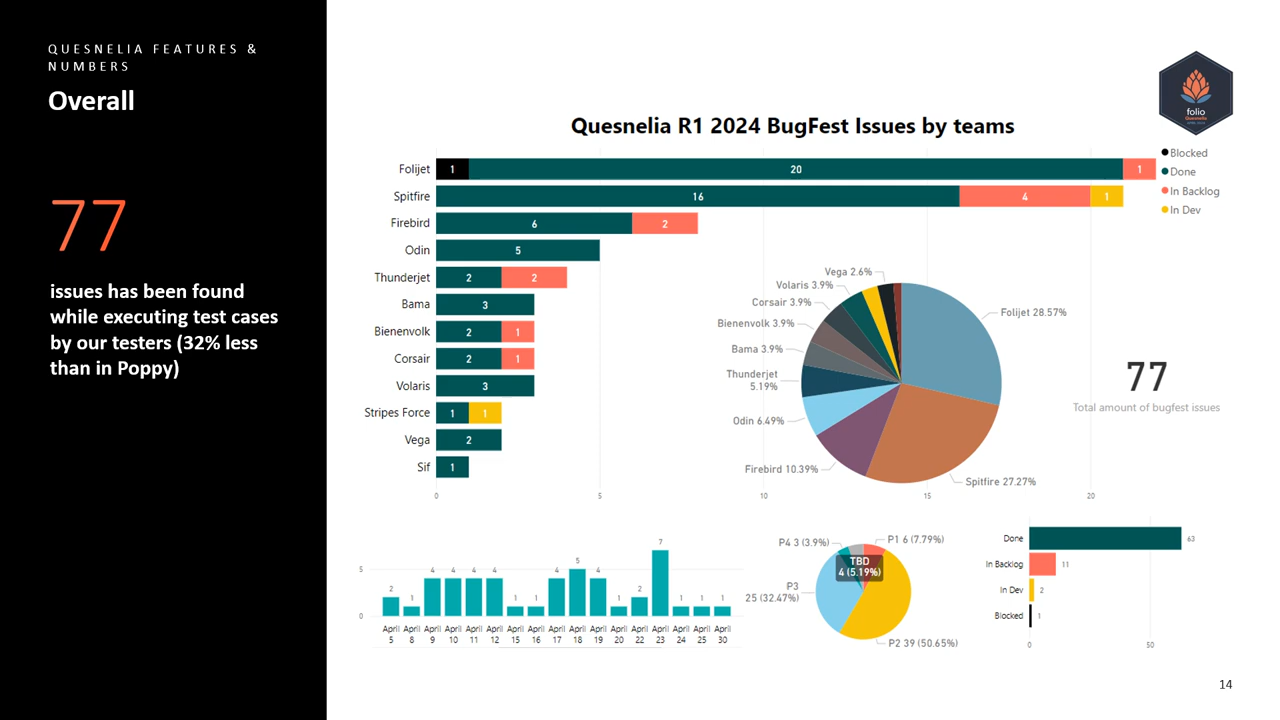 QUESNELIA FEATURES &
NUMBERS
Overall
77
issues has been found
while executing test cases
by our testers (32% less
than in Poppy)
folio
Quesnelia
Quesnelia R1 2024 BugFest Issues by teams
Blocked
Done
In Backlog
In Dev
Folijet 1 20 1
Spitfire 16 4 1
Firebird 6 2
Odin 5
Thunderjet 2 2
Bama 3
Bienenvolk 2 1
Corsair 2 1
Volaris 3
Stripes Force 1 1
Vega 2
Sif 1
0 5 10 15 20
Vega 2.6%
Volaris 3.9%
Corsair 3.9%
Bienenvolk 3.9%
Bama 3.9%
Thunderjet
5.19%
Odin 6.49%
Firebird 10.39%
Spitfire 27.27%
Folijet 28.57%
77
Total amount of bugfest issues
5
0
2 1 4 4 4 4 1 1 4 5 4 1 2 7 1 1 1
April April April April April April April April April April April April April April April April April
5 8 9 10 11 12 15 16 17 18 19 20 22 23 24 25 30
P4 3 (3.9%)
P1 6 (7.79%)
TBD
4 (5.19%)
P3
25 (32.47%)
P2 39 (50.65%)
Done 63
In Backlog 11
In Dev 2
Blocked 1
0 50
14